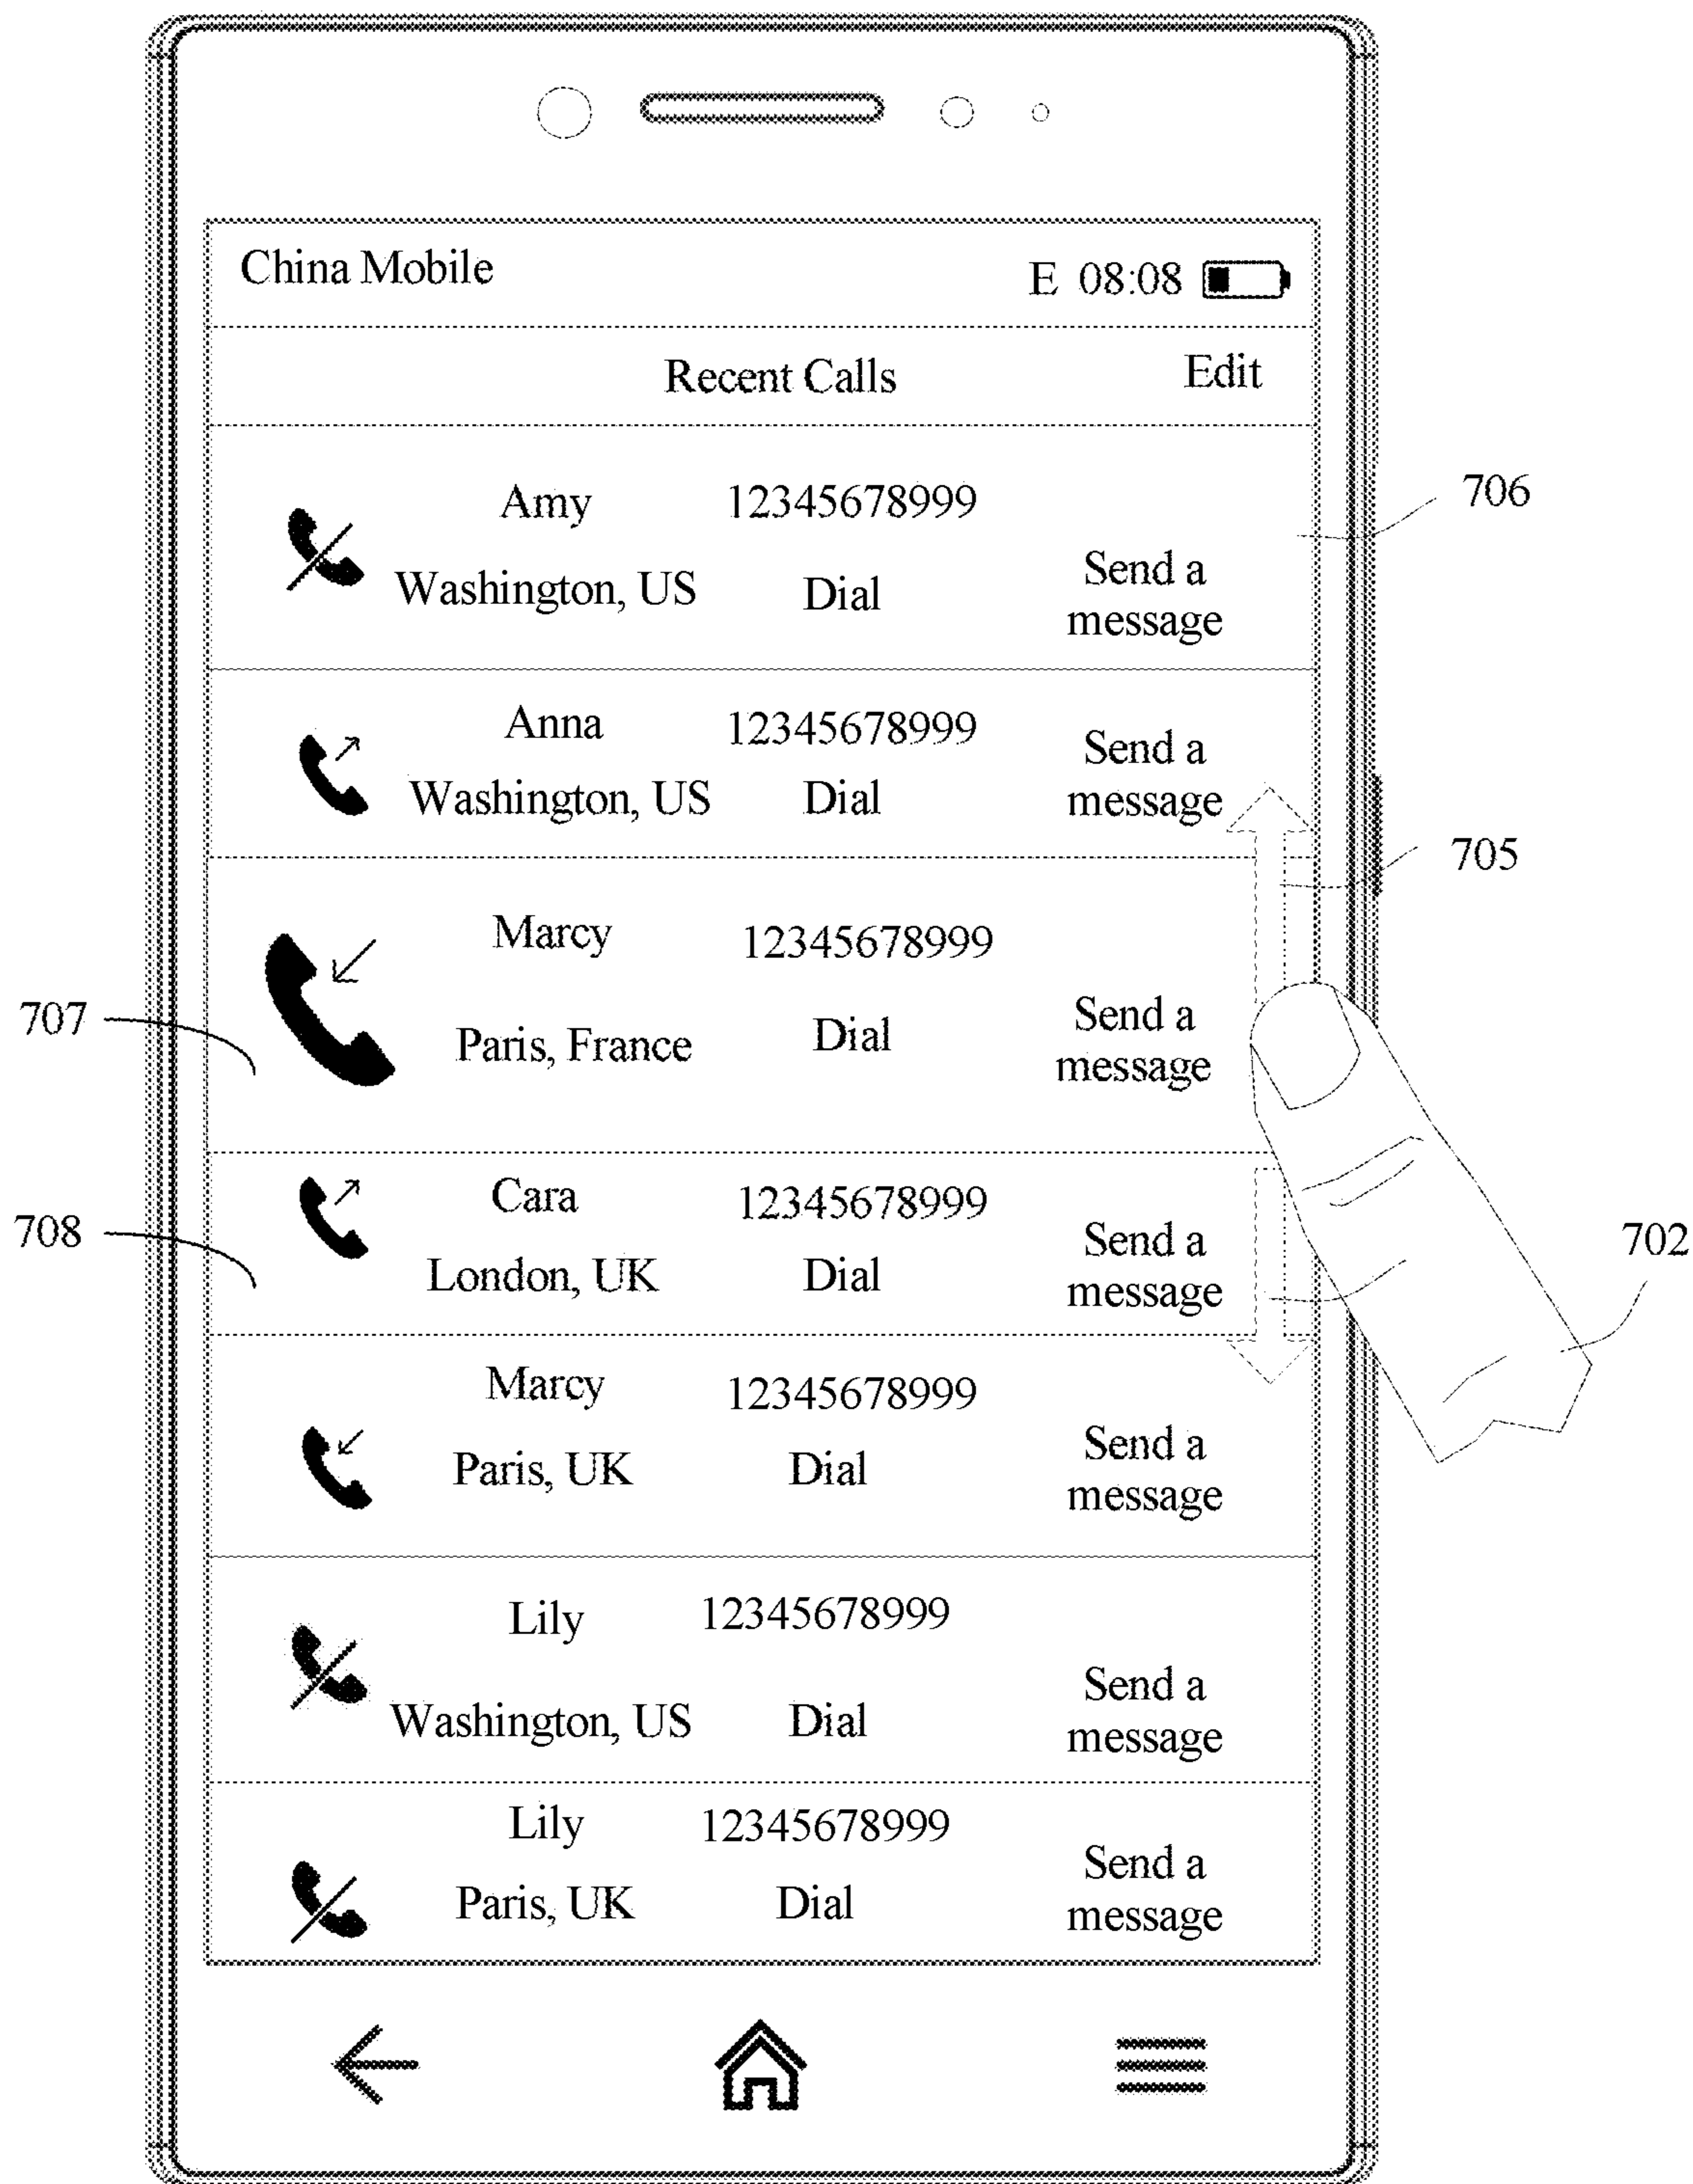 China Mobile
E 08:08
Recent Calls
Edit
Amy 12345678999
Washington, US Dial
Send a
message
706
Anna 12345678999
Washington, US Dial
Send a
message
705
Marcy 12345678999
Paris, France Dial
Send a
message
707
Cara 12345678999
London, UK Dial
Send a
message
708
702
Marcy 12345678999
Paris, UK Dial
Send a
message
Lily 12345678999
Washington, US Dial
Send a
message
Lily 12345678999
Paris, UK Dial
Send a
message